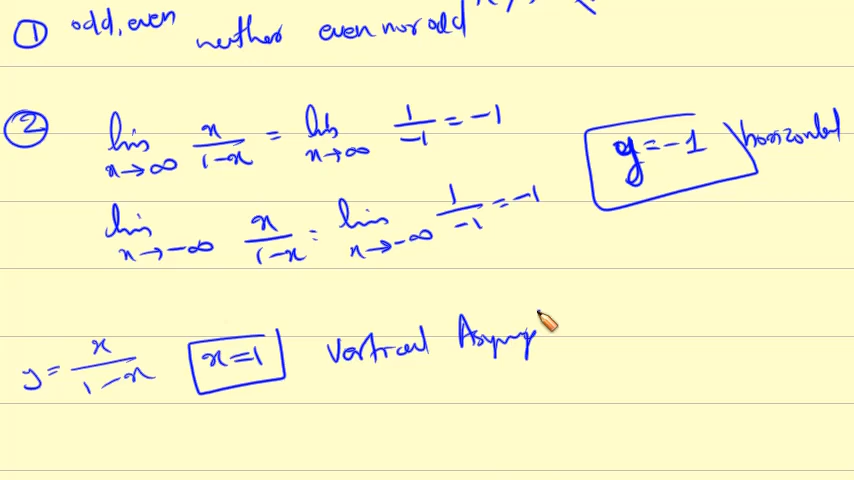 ① odd, even neither even nor odd
② lim x→∞ x/(1-x) = lim x→∞ 1/-1 = -1 y=-1 horizontal
lim x→-∞ x/(1-x) = lim x→-∞ 1/-1 = -1
y= x/(1-x) x=1 Vertical Asymp